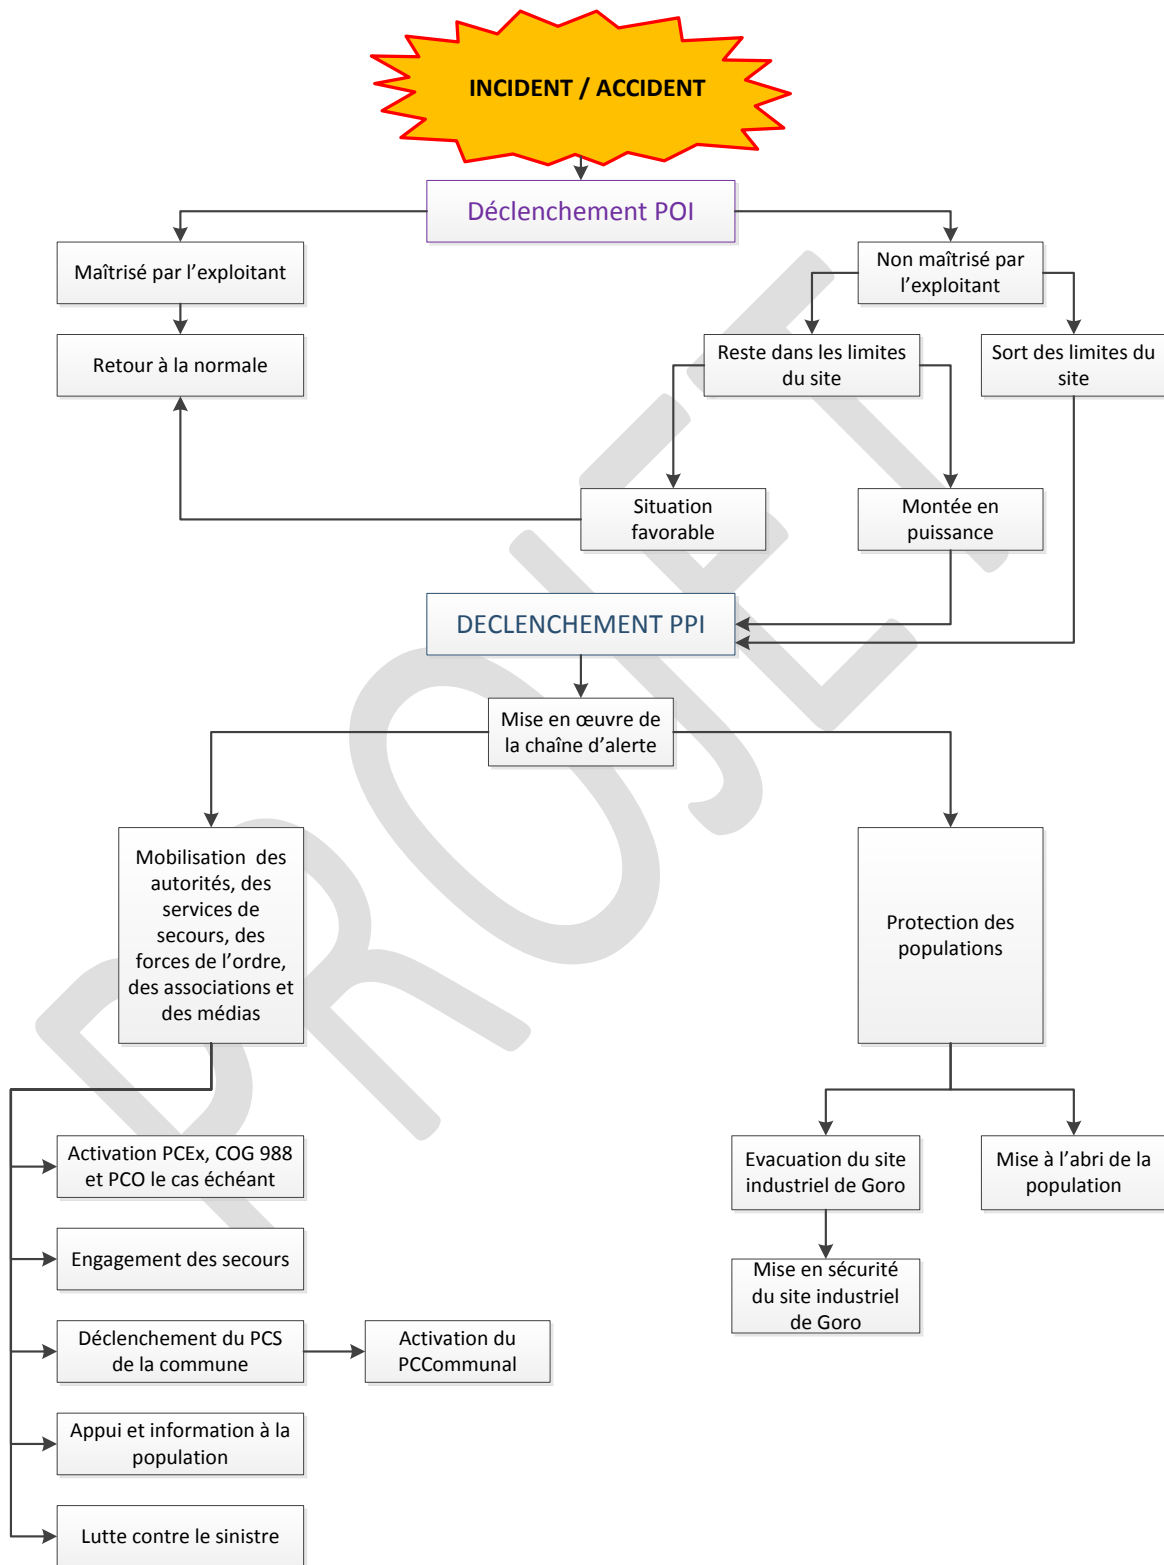 INCIDENT / ACCIDENT
Déclenchement POI
Maîtrisé par l'exploitant
Non maîtrisé par
l'exploitant
Retour à la normale
Reste dans les limites
du site
Sort des limites du
site
Situation
favorable
Montée en
puissance
DECLENCHEMENT PPI
Mise en œuvre de
la chaîne d'alerte
Mobilisation des
autorités, des
services de
secours, des
forces de l'ordre,
des associations et
des médias
Protection des
populations
Activation PCEx, COG 988
et PCO le cas échéant
Evacuation du site
industriel de Goro
Mise à l'abri de la
population
Engagement des secours
Mise en sécurité
du site industriel
de Goro
Déclenchement du PCS
de la commune
Activation du
PCCommunal
Appui et information à la
population
Lutte contre le sinistre
PROJET